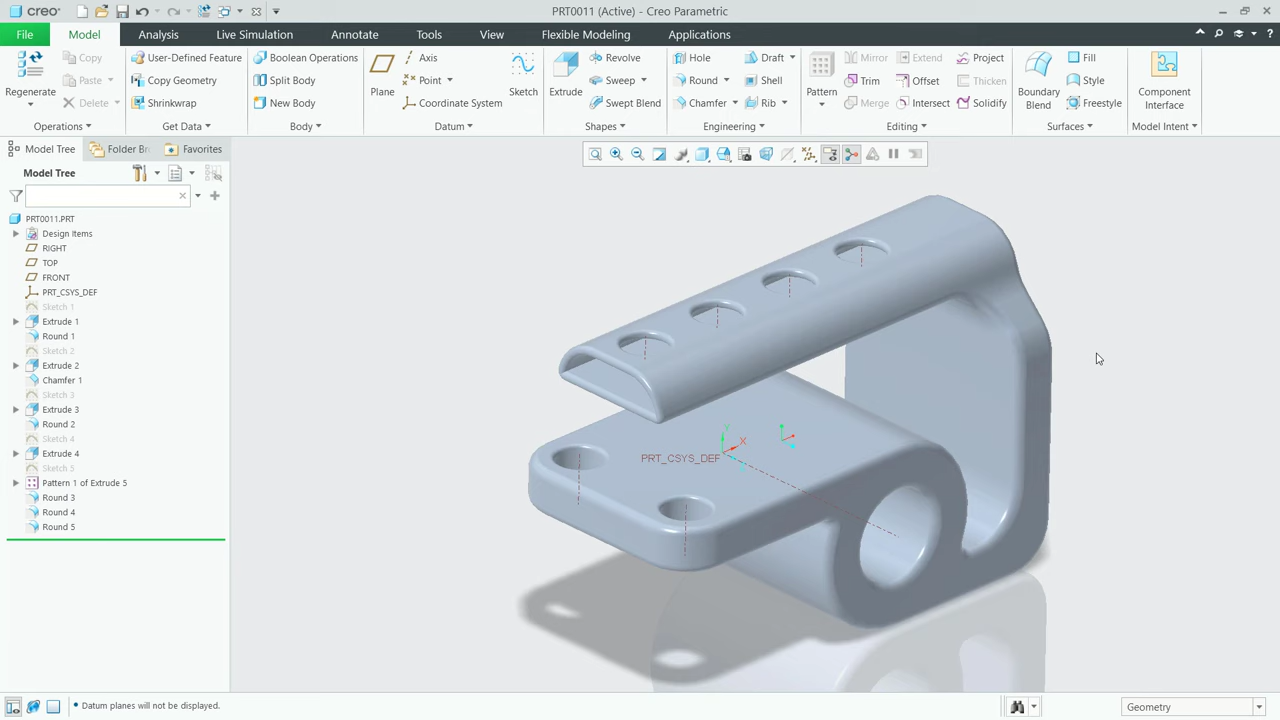 creo
PRT0011 (Active) - Creo Parametric
File
Model
Analysis
Live Simulation
Annotate
Tools
View
Flexible Modeling
Applications
Regenerate
Copy
Paste
Delete
Operations
User-Defined Feature
Copy Geometry
Shrinkwrap
Get Data
Boolean Operations
Split Body
New Body
Body
Plane
Axis
Point
Coordinate System
Sketch
Datum
Extrude
Revolve
Sweep
Swept Blend
Shapes
Hole
Round
Chamfer
Draft
Shell
Rib
Engineering
Pattern
Mirror
Trim
Merge
Extend
Offset
Intersect
Project
Thicken
Solidify
Editing
Boundary
Blend
Fill
Style
Freestyle
Surfaces
Component
Interface
Model Intent
Model Tree
Folder Br
Favorites
Model Tree
PRT0011.PRT
Design Items
RIGHT
TOP
FRONT
PRT_CSYS_DEF
Sketch 1
Extrude 1
Round 1
Sketch 2
Extrude 2
Chamfer 1
Sketch 3
Extrude 3
Round 2
Sketch 4
Extrude 4
Sketch 5
Pattern 1 of Extrude 5
Round 3
Round 4
Round 5
Y
X
PRT_CSYS_DEF
Datum planes will not be displayed.
Geometry